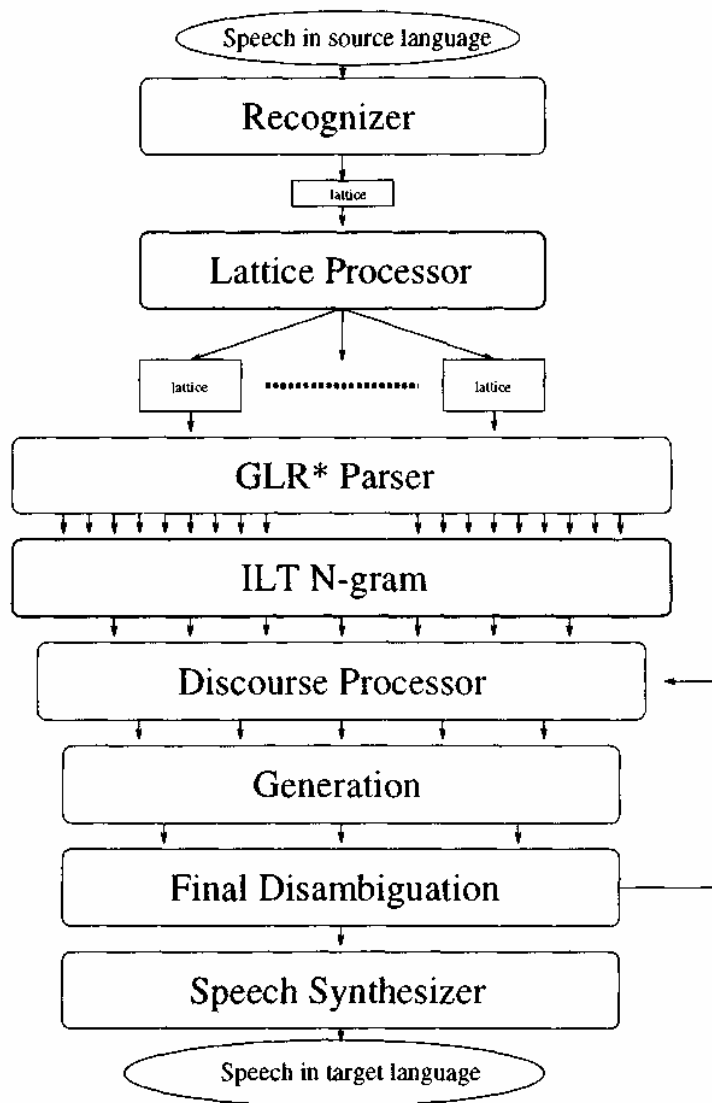 Speech in source language
Recognizer
lattice
Lattice Processor
lattice
lattice
GLR* Parser
ILT N-gram
Discourse Processor
Generation
Final Disambiguation
Speech Synthesizer
Speech in target language